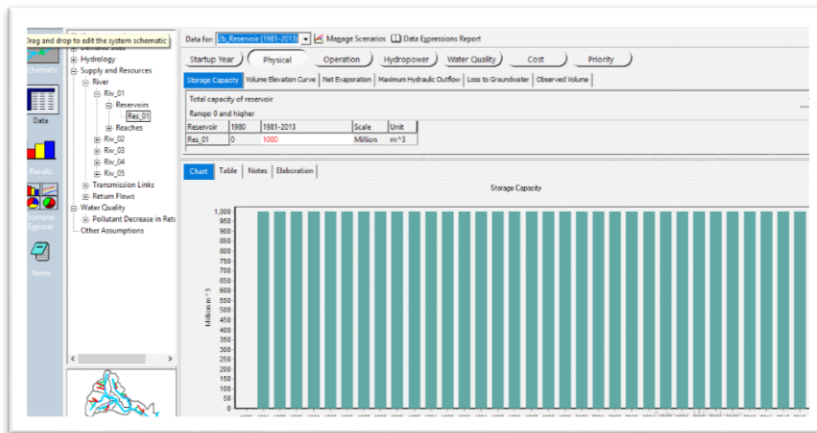 Drag and drop to edit the system schematic
Data for: 2b_Reservoir (1981-2013) Manage Scenarios Data Expressions Report
Demand Sites
Hydrology
Supply and Resources
River
Riv_01
Reservoirs
Res_01
Reaches
Riv_02
Riv_03
Riv_04
Riv_05
Transmission Links
Return Flows
Water Quality
Pollutant Decrease in Retu
Other Assumptions
Schematic
Data
Results
Scenario
Explorer
Notes
Startup Year Physical Operation Hydropower Water Quality Cost Priority
Storage Capacity Volume Elevation Curve Net Evaporation Maximum Hydraulic Outflow Loss to Groundwater Observed Volume
Total capacity of reservoir
Range: 0 and higher
Reservoir 1980 1981-2013 Scale Unit
Res_01 0 1000 Million m^3
Chart Table Notes Elaboration
Storage Capacity
Million m^3
1,000
950
900
850
800
750
700
650
600
550
500
450
400
350
300
250
200
150
100
50
0